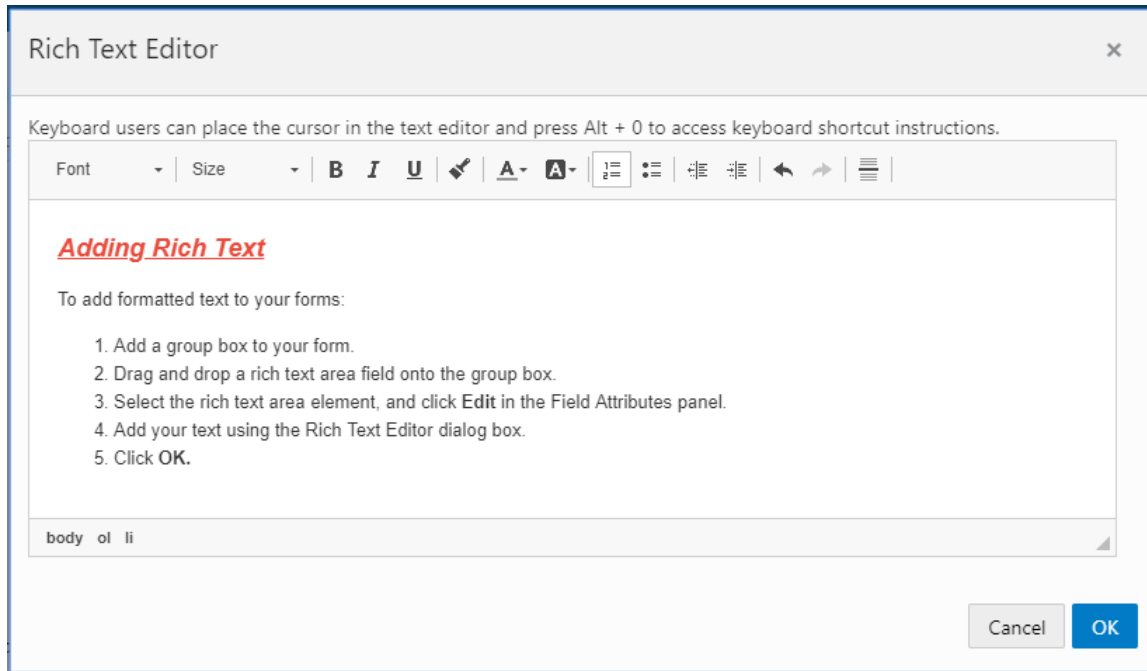 Rich Text Editor
Keyboard users can place the cursor in the text editor and press Alt + 0 to access keyboard shortcut instructions.
Font Size B I U A A
Adding Rich Text
To add formatted text to your forms:
1. Add a group box to your form.
2. Drag and drop a rich text area field onto the group box.
3. Select the rich text area element, and click Edit in the Field Attributes panel.
4. Add your text using the Rich Text Editor dialog box.
5. Click OK.
body ol li
Cancel OK